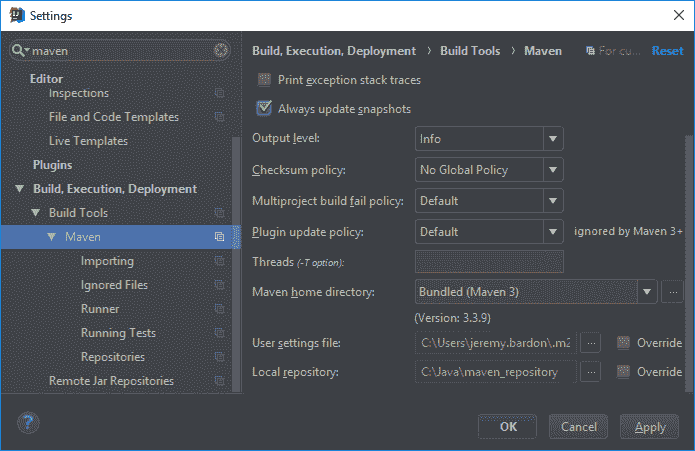 Settings
maven
Editor
Inspections
File and Code Templates
Live Templates
Plugins
Build, Execution, Deployment
Build Tools
Maven
Importing
Ignored Files
Runner
Running Tests
Repositories
Remote Jar Repositories
Build, Execution, Deployment › Build Tools › Maven For cu... Reset
Print exception stack traces
Always update snapshots
Output level: Info
Checksum policy: No Global Policy
Multiproject build fail policy: Default
Plugin update policy: Default ignored by Maven 3+
Threads (-T option):
Maven home directory: Bundled (Maven 3) ...
(Version: 3.3.9)
User settings file: C:\Users\jeremy.bardon\.m2 ... Override
Local repository: C:\Java\maven_repository ... Override
? OK Cancel Apply